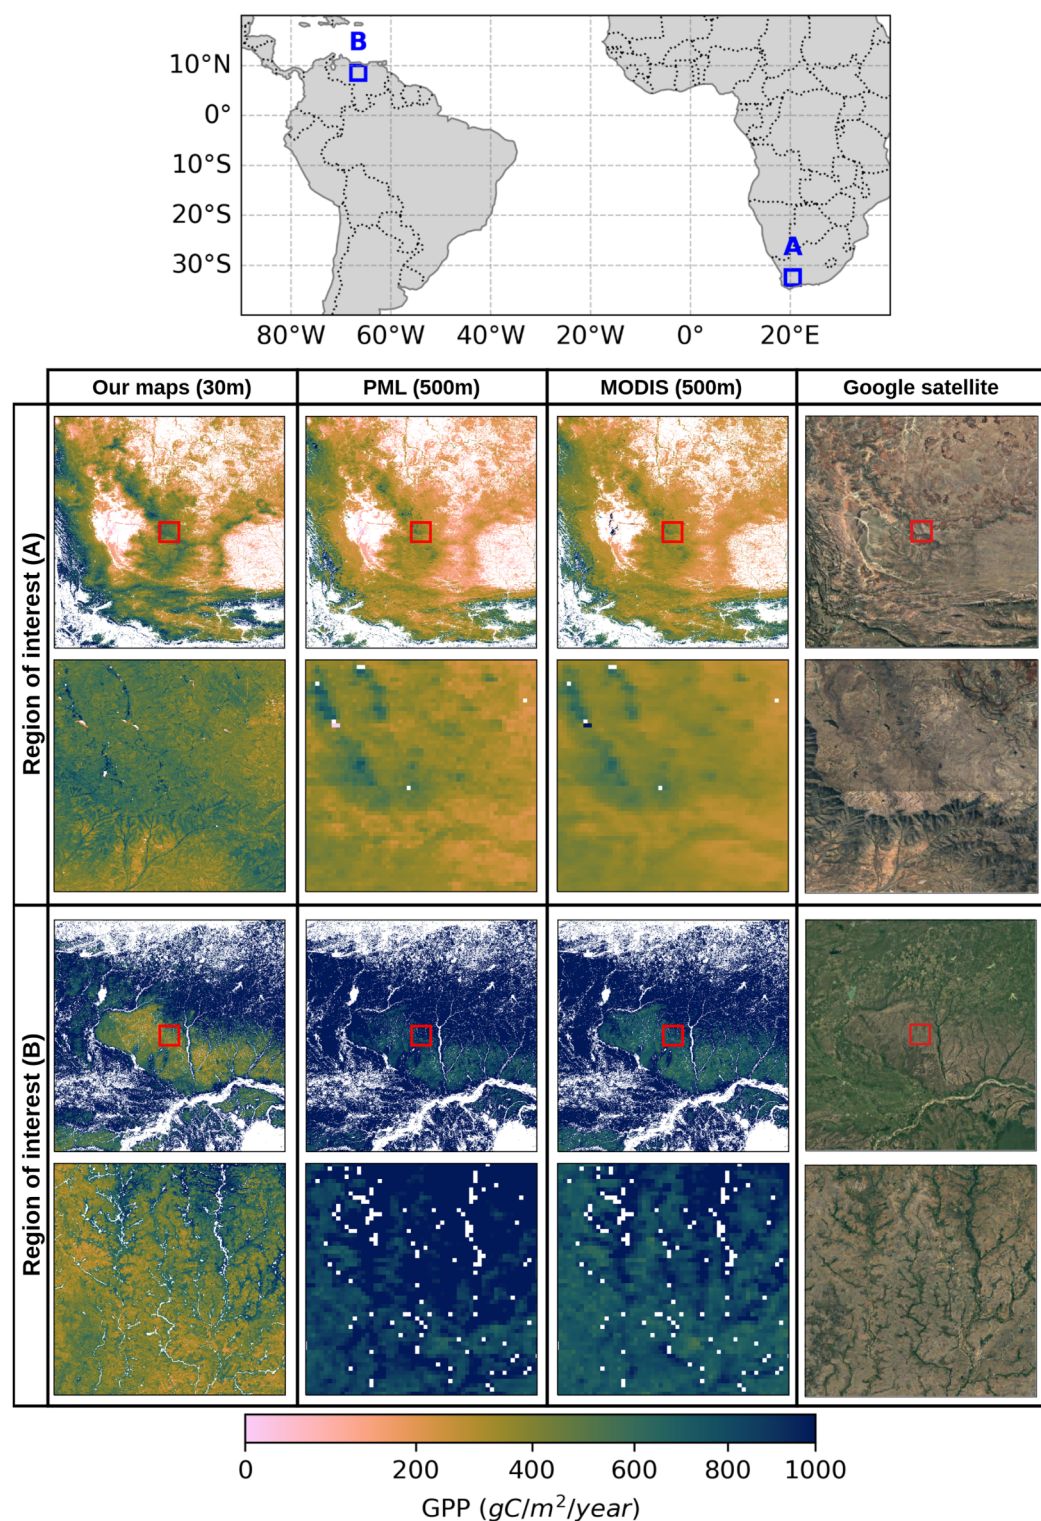 B
A
10°N
0°
10°S
20°S
30°S
80°W 60°W 40°W 20°W 0° 20°E
Our maps (30m) PML (500m) MODIS (500m) Google satellite
Region of interest (A)
Region of interest (B)
0 200 400 600 800 1000
GPP (gC/m²/year)